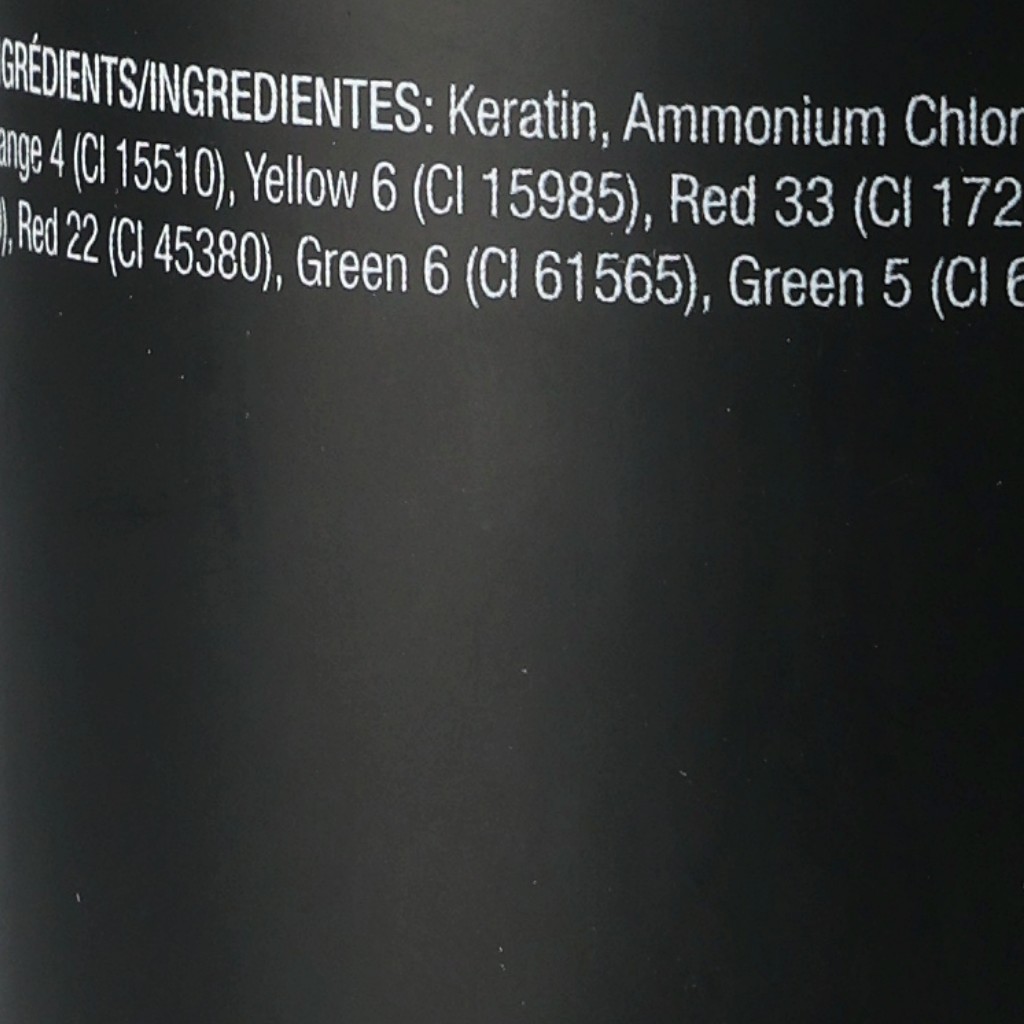 GRÉDIENTS/INGREDIENTES: Keratin, Ammonium Chlor
ange 4 (CI 15510), Yellow 6 (CI 15985), Red 33 (CI 172
), Red 22 (CI 45380), Green 6 (CI 61565), Green 5 (CI 6